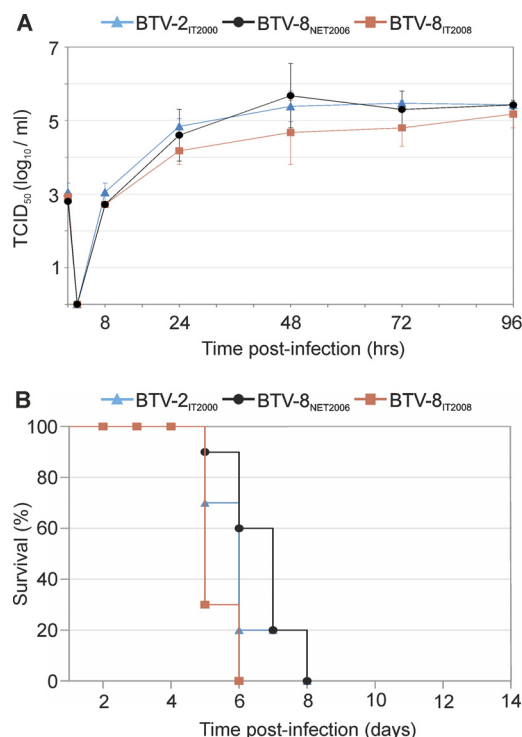 A
BTV-2IT2000 BTV-8NET2006 BTV-8IT2008
7
5
3
1
TCID50 (log10 / ml)
8 24 48 72 96
Time post-infection (hrs)
B
BTV-2IT2000 BTV-8NET2006 BTV-8IT2008
100
80
60
40
20
0
Survival (%)
2 4 6 8 10 12 14
Time post-infection (days)